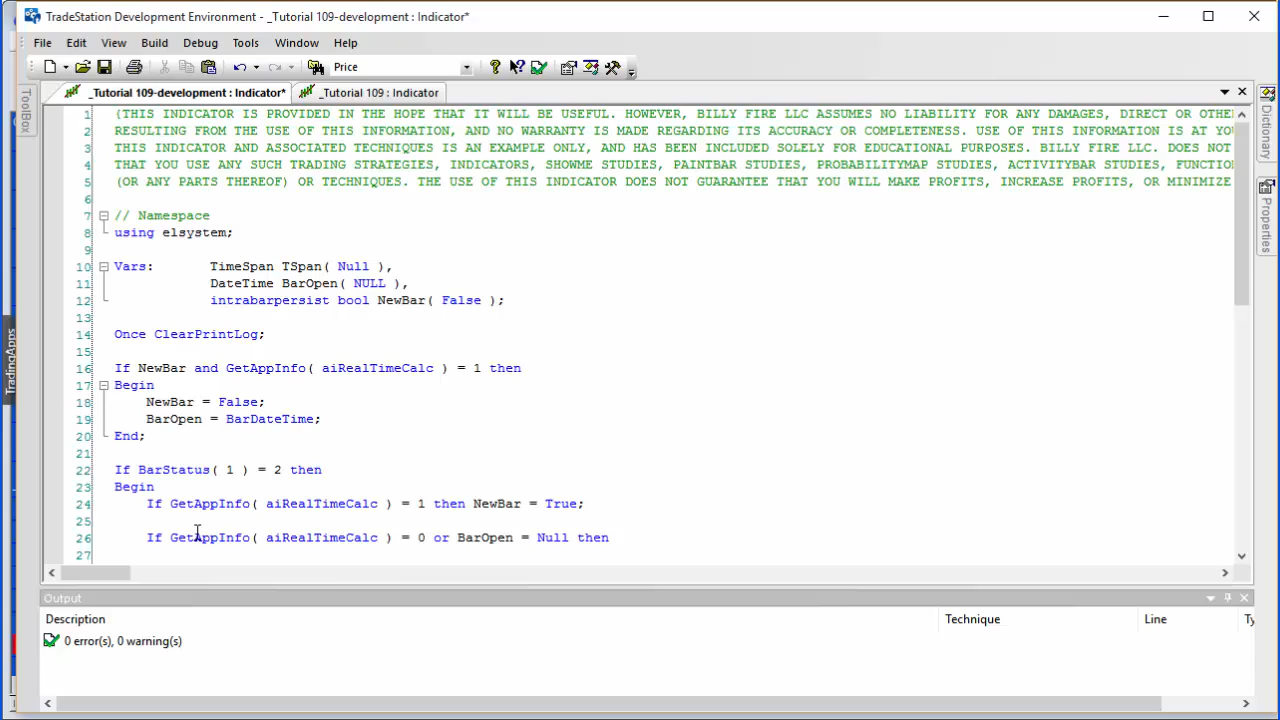 TradeStation Development Environment - _Tutorial 109-development : Indicator*
File Edit View Build Debug Tools Window Help
Price
_Tutorial 109-development : Indicator* _Tutorial 109 : Indicator
ToolBox
TradingApps
Dictionary
Properties
1 {THIS INDICATOR IS PROVIDED IN THE HOPE THAT IT WILL BE USEFUL. HOWEVER, BILLY FIRE LLC ASSUMES NO LIABILITY FOR ANY DAMAGES, DIRECT OR OTHE
2 RESULTING FROM THE USE OF THIS INFORMATION, AND NO WARRANTY IS MADE REGARDING ITS ACCURACY OR COMPLETENESS. USE OF THIS INFORMATION IS AT YO
3 THIS INDICATOR AND ASSOCIATED TECHNIQUES IS AN EXAMPLE ONLY, AND HAS BEEN INCLUDED SOLELY FOR EDUCATIONAL PURPOSES. BILLY FIRE LLC. DOES NOT
4 THAT YOU USE ANY SUCH TRADING STRATEGIES, INDICATORS, SHOWME STUDIES, PAINTBAR STUDIES, PROBABILITYMAP STUDIES, ACTIVITYBAR STUDIES, FUNCTION
5 (OR ANY PARTS THEREOF) OR TECHNIQUES. THE USE OF THIS INDICATOR DOES NOT GUARANTEE THAT YOU WILL MAKE PROFITS, INCREASE PROFITS, OR MINIMIZE
6
7 // Namespace
8 using elsystem;
9
10 Vars: TimeSpan TSpan( Null ),
11 DateTime BarOpen( NULL ),
12 intrabarpersist bool NewBar( False );
13
14 Once ClearPrintLog;
15
16 If NewBar and GetAppInfo( aiRealTimeCalc ) = 1 then
17 Begin
18 NewBar = False;
19 BarOpen = BarDateTime;
20 End;
21
22 If BarStatus( 1 ) = 2 then
23 Begin
24 If GetAppInfo( aiRealTimeCalc ) = 1 then NewBar = True;
25
26 If GetAppInfo( aiRealTimeCalc ) = 0 or BarOpen = Null then
27
Output
Description Technique Line Ty
0 error(s), 0 warning(s)